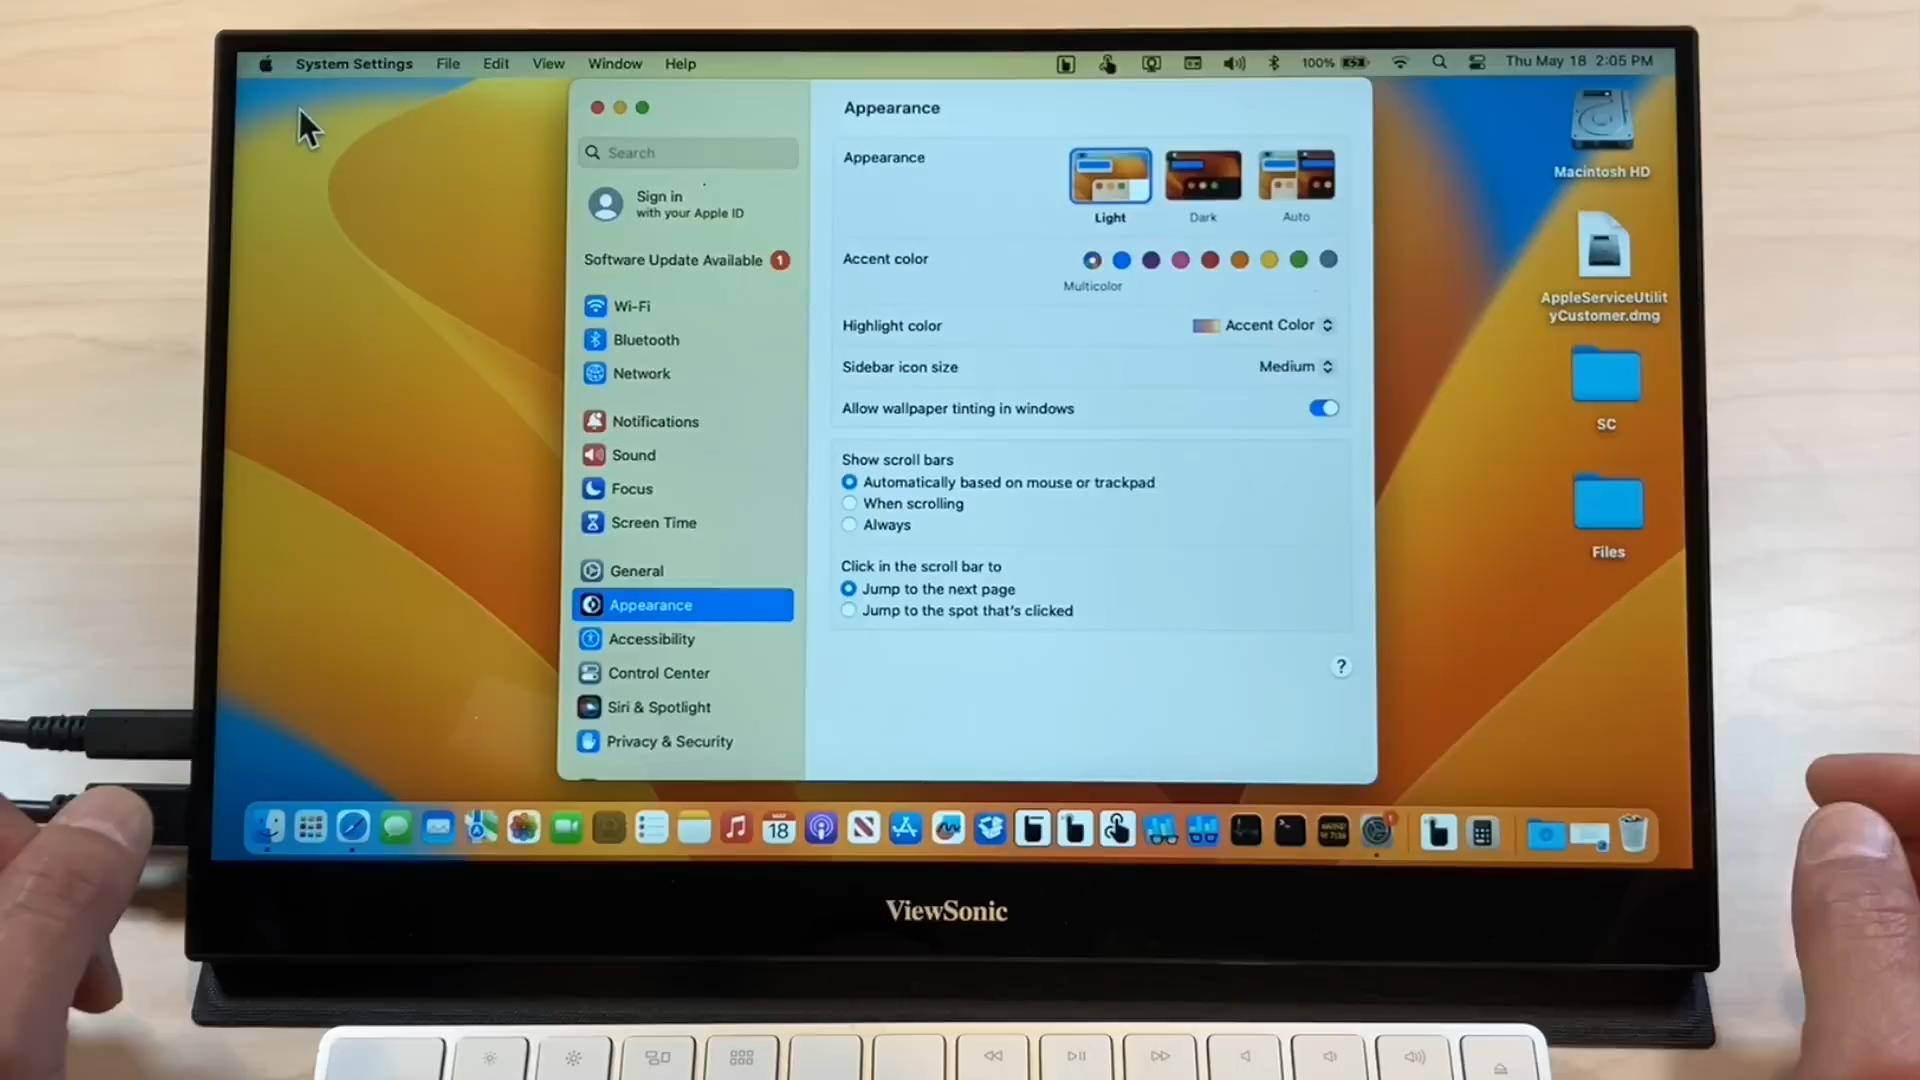 System Settings File Edit View Window Help 100% Thu May 18 2:05 PM
Search
Sign in
with your Apple ID
Software Update Available 1
Wi-Fi
Bluetooth
Network
Notifications
Sound
Focus
Screen Time
General
Appearance
Accessibility
Control Center
Siri & Spotlight
Privacy & Security
Appearance
Appearance
Light Dark Auto
Accent color
Multicolor
Highlight color Accent Color
Sidebar icon size Medium
Allow wallpaper tinting in windows
Show scroll bars
Automatically based on mouse or trackpad
When scrolling
Always
Click in the scroll bar to
Jump to the next page
Jump to the spot that's clicked
?
Macintosh HD
AppleServiceUtilit
yCustomer.dmg
SC
Files
18
ViewSonic